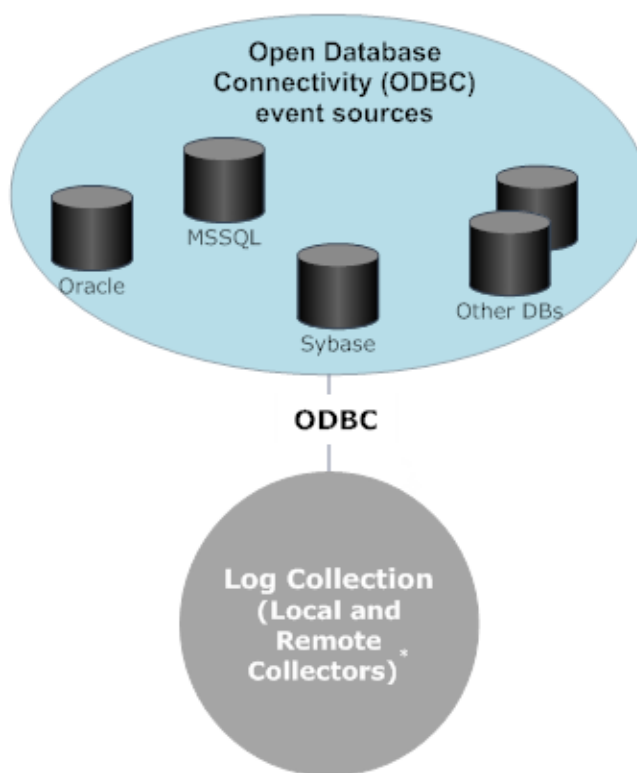 Open Database
Connectivity (ODBC)
event sources
MSSQL
Oracle
Other DBs
Sybase
ODBC
Log Collection
(Local and
Remote
Collectors)*